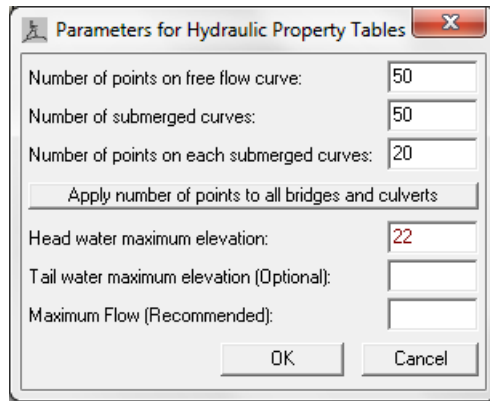 Parameters for Hydraulic Property Tables
Number of points on free flow curve: 50
Number of submerged curves: 50
Number of points on each submerged curves: 20
Apply number of points to all bridges and culverts
Head water maximum elevation: 22
Tail water maximum elevation (Optional):
Maximum Flow (Recommended):
OK Cancel